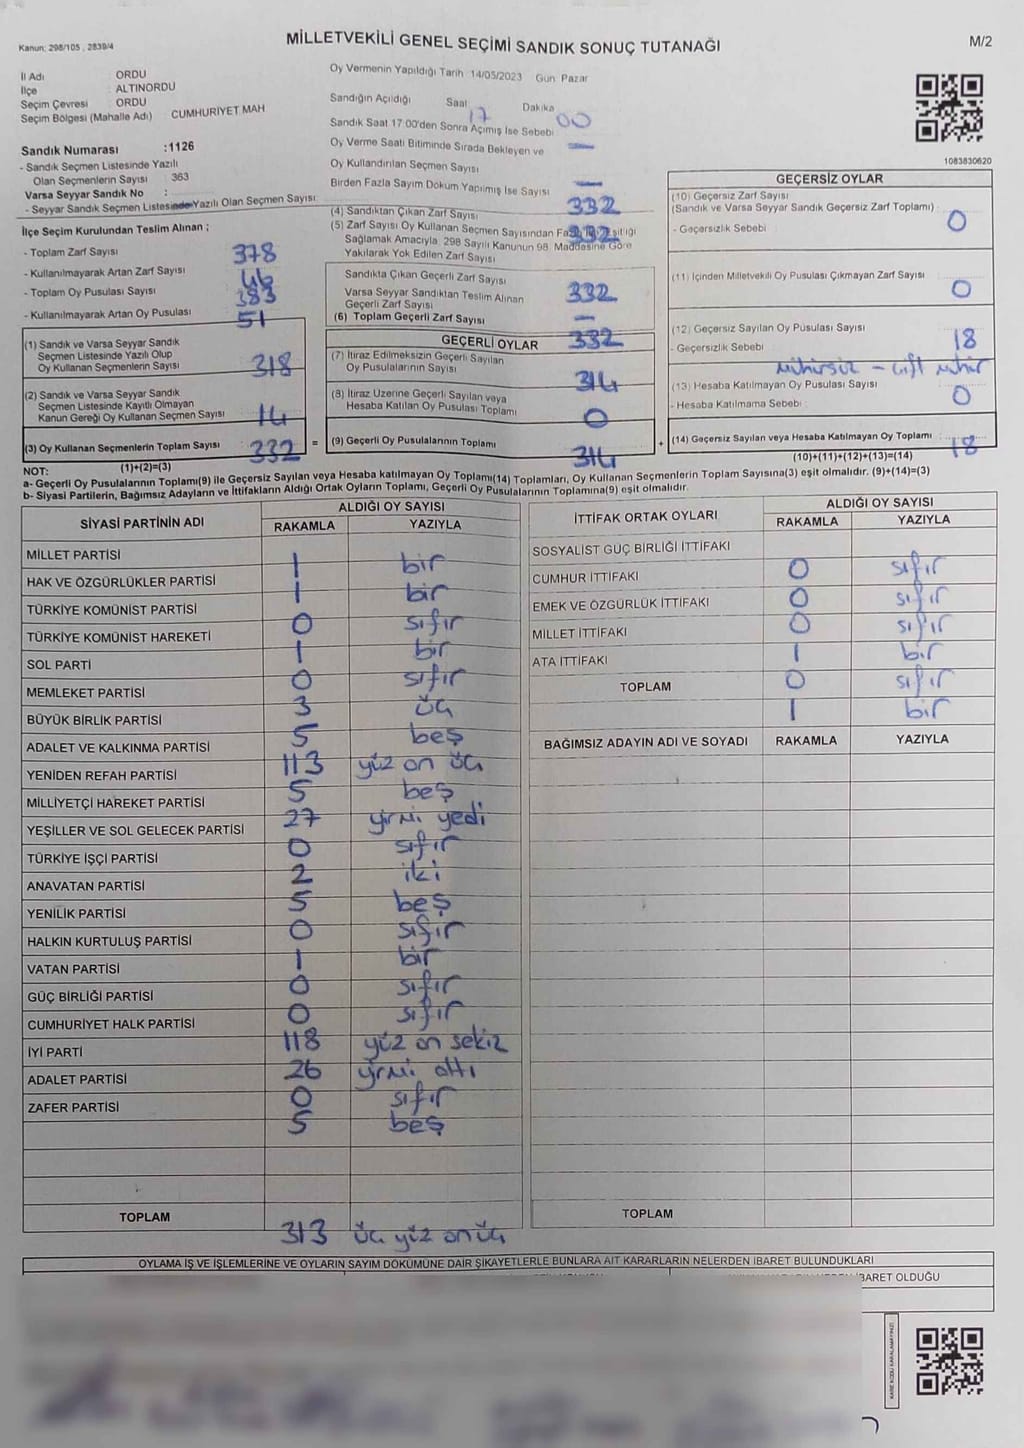 Kanun; 298/105 , 2839/4
MİLLETVEKİLİ GENEL SEÇİMİ SANDIK SONUÇ TUTANAĞI
M/2
İl Adı ORDU
İlçe : ALTINORDU
Seçim Çevresi ORDU
Seçim Bölgesi (Mahalle Adı) CUMHURİYET MAH
Sandık Numarası :1126
- Sandık Seçmen Listesinde Yazılı
Olan Seçmenlerin Sayısı 363
Varsa Seyyar Sandık No :
- Seyyar Sandık Seçmen Listesinde Yazılı Olan Seçmen Sayısı:
İlçe Seçim Kurulundan Teslim Alınan ;
- Toplam Zarf Sayısı 378
- Kullanılmayarak Artan Zarf Sayısı 46
- Toplam Oy Pusulası Sayısı 383
- Kullanılmayarak Artan Oy Pusulası 51
(1) Sandık ve Varsa Seyyar Sandık
Seçmen Listesinde Yazılı Olup
Oy Kullanan Seçmenlerin Sayısı 318
(2) Sandık ve Varsa Seyyar Sandık
Seçmen Listesinde Kayıtlı Olmayan
Kanun Gereği Oy Kullanan Seçmen Sayısı 14
(3) Oy Kullanan Seçmenlerin Toplam Sayısı 332
(1)+(2)=(3)
Oy Vermenin Yapıldığı Tarih : 14/05/2023 Gün: Pazar
Sandığın Açıldığı Saat 17 Dakika 00
Sandık Saat 17:00'den Sonra Açılmış İse Sebebi
Oy Verme Saati Bitiminde Sırada Bekleyen ve —
Oy Kullandırılan Seçmen Sayısı
Birden Fazla Sayım Döküm Yapılmış İse Sayısı —
(4) Sandıktan Çıkan Zarf Sayısı 332
(5) Zarf Sayısı Oy Kullanan Seçmen Sayısından Fazla İse Eşitliği 332
Sağlamak Amacıyla 298 Sayılı Kanunun 98. Maddesine Göre
Yakılarak Yok Edilen Zarf Sayısı
Sandıkta Çıkan Geçerli Zarf Sayısı
Varsa Seyyar Sandıktan Teslim Alınan 332
Geçerli Zarf Sayısı
(6) Toplam Geçerli Zarf Sayısı —
GEÇERLİ OYLAR 332
(7) İtiraz Edilmeksizin Geçerli Sayılan
Oy Pusulalarının Sayısı 314
(8) İtiraz Üzerine Geçerli Sayılan veya
Hesaba Katılan Oy Pusulası Toplamı 0
= (9) Geçerli Oy Pusulalarının Toplamı 314
1083830620
GEÇERSİZ OYLAR
(10) Geçersiz Zarf Sayısı
(Sandık ve Varsa Seyyar Sandık Geçersiz Zarf Toplamı) : 0
- Geçersizlik Sebebi :
(11) İçinden Milletvekili Oy Pusulası Çıkmayan Zarf Sayısı 0
(12) Geçersiz Sayılan Oy Pusulası Sayısı 18
- Geçersizlik Sebebi : mühürsüz - çift mühür
(13) Hesaba Katılmayan Oy Pusulası Sayısı 0
- Hesaba Katılmama Sebebi :
+ (14) Geçersiz Sayılan veya Hesaba Katılmayan Oy Toplamı : 18
(10)+(11)+(12)+(13)=(14)
NOT:
a- Geçerli Oy Pusulalarının Toplamı(9) ile Geçersiz Sayılan veya Hesaba katılmayan Oy Toplamı(14) Toplamları, Oy Kullanan Seçmenlerin Toplam Sayısına(3) eşit olmalıdır. (9)+(14)=(3)
b- Siyasi Partilerin, Bağımsız Adayların ve İttifakların Aldığı Ortak Oyların Toplamı, Geçerli Oy Pusulalarının Toplamına(9) eşit olmalıdır.
SİYASİ PARTİNİN ADI ALDIĞI OY SAYISI
RAKAMLA YAZIYLA
MİLLET PARTİSİ 1 bir
HAK VE ÖZGÜRLÜKLER PARTİSİ 1 bir
TÜRKİYE KOMÜNİST PARTİSİ 0 sıfır
TÜRKİYE KOMÜNİST HAREKETİ 1 bir
SOL PARTİ 0 sıfır
MEMLEKET PARTİSİ 3 üç
BÜYÜK BİRLİK PARTİSİ 5 beş
ADALET VE KALKINMA PARTİSİ 113 yüz on üç
YENİDEN REFAH PARTİSİ 5 beş
MİLLİYETÇİ HAREKET PARTİSİ 27 yirmi yedi
YEŞİLLER VE SOL GELECEK PARTİSİ 0 sıfır
TÜRKİYE İŞÇİ PARTİSİ 2 iki
ANAVATAN PARTİSİ 5 beş
YENİLİK PARTİSİ 0 sıfır
HALKIN KURTULUŞ PARTİSİ 1 bir
VATAN PARTİSİ 0 sıfır
GÜÇ BİRLİĞİ PARTİSİ 0 sıfır
CUMHURİYET HALK PARTİSİ 118 yüz on sekiz
İYİ PARTİ 26 yirmi altı
ADALET PARTİSİ 0 sıfır
ZAFER PARTİSİ 5 beş
TOPLAM 313 üç yüz on üç
İTTİFAK ORTAK OYLARI ALDIĞI OY SAYISI
RAKAMLA YAZIYLA
SOSYALİST GÜÇ BİRLİĞİ İTTİFAKI 0 sıfır
CUMHUR İTTİFAKI 0 sıfır
EMEK VE ÖZGÜRLÜK İTTİFAKI 0 sıfır
MİLLET İTTİFAKI 1 bir
ATA İTTİFAKI 0 sıfır
TOPLAM 1 bir
BAĞIMSIZ ADAYIN ADI VE SOYADI RAKAMLA YAZIYLA
TOPLAM
OYLAMA İŞ VE İŞLEMLERİNE VE OYLARIN SAYIM DÖKÜMÜNE DAİR ŞİKAYETLERLE BUNLARA AİT KARARLARIN NELERDEN İBARET BULUNDUKLARI
İBARET OLDUĞU
KARE KODU KARALAMAYINIZ!